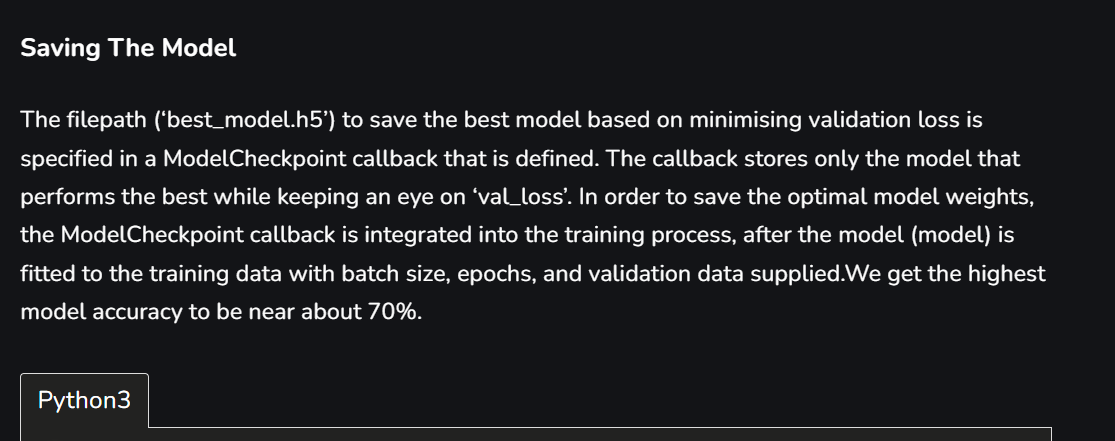 Saving The Model
The filepath (‘best_model.h5’) to save the best model based on minimising validation loss is
specified in a ModelCheckpoint callback that is defined. The callback stores only the model that
performs the best while keeping an eye on ‘val_loss’. In order to save the optimal model weights,
the ModelCheckpoint callback is integrated into the training process, after the model (model) is
fitted to the training data with batch size, epochs, and validation data supplied.We get the highest
model accuracy to be near about 70%.
Python3